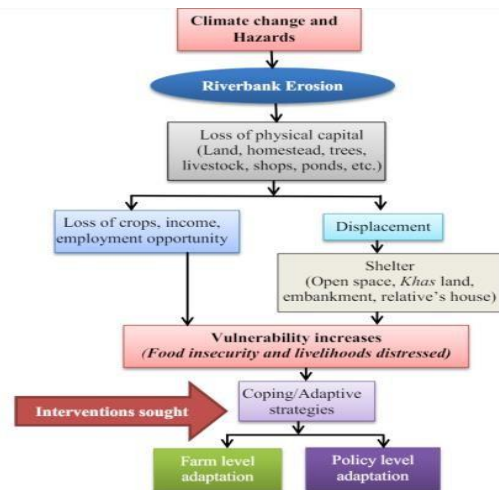 Climate change and
Hazards
Riverbank Erosion
Loss of physical capital
(Land, homestead, trees,
livestock, shops, ponds, etc.)
Loss of crops, income,
employment opportunity
Displacement
Shelter
(Open space, Khas land,
embankment, relative's house)
Vulnerability increases
(Food insecurity and livelihoods distressed)
Interventions sought
Coping/Adaptive
strategies
Farm level
adaptation
Policy level
adaptation